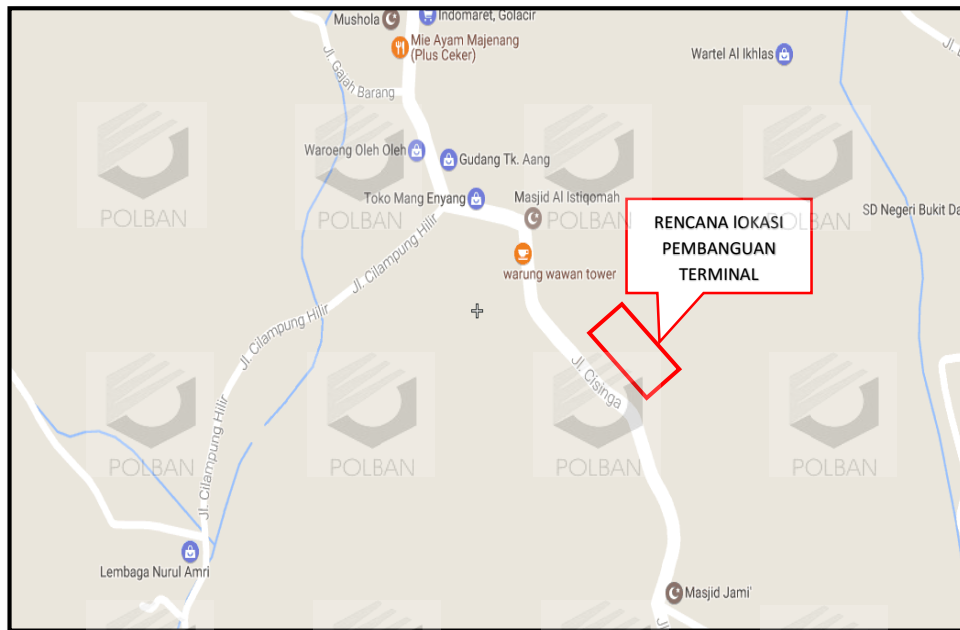 Mushola
Indomaret, Golacir
Mie Ayam Majenang
(Plus Ceker)
Wartel Al Ikhlas
Jl. Gajah Barang
POLBAN
POLBAN
POLBAN
POLBAN
Waroeng Oleh Oleh
Gudang Tk. Aang
Toko Mang Enyang
Masjid Al Istiqomah
SD Negeri Bukit Da
RENCANA lOKASI
PEMBANGUAN
TERMINAL
warung wawan tower
Jl. Cilampung Hilir
Jl. Cilampung Hilir
Jl. Cisinga
Jl. Cilampung Hilir
POLBAN
POLBAN
POLBAN
POLBAN
Lembaga Nurul Amri
Masjid Jami'